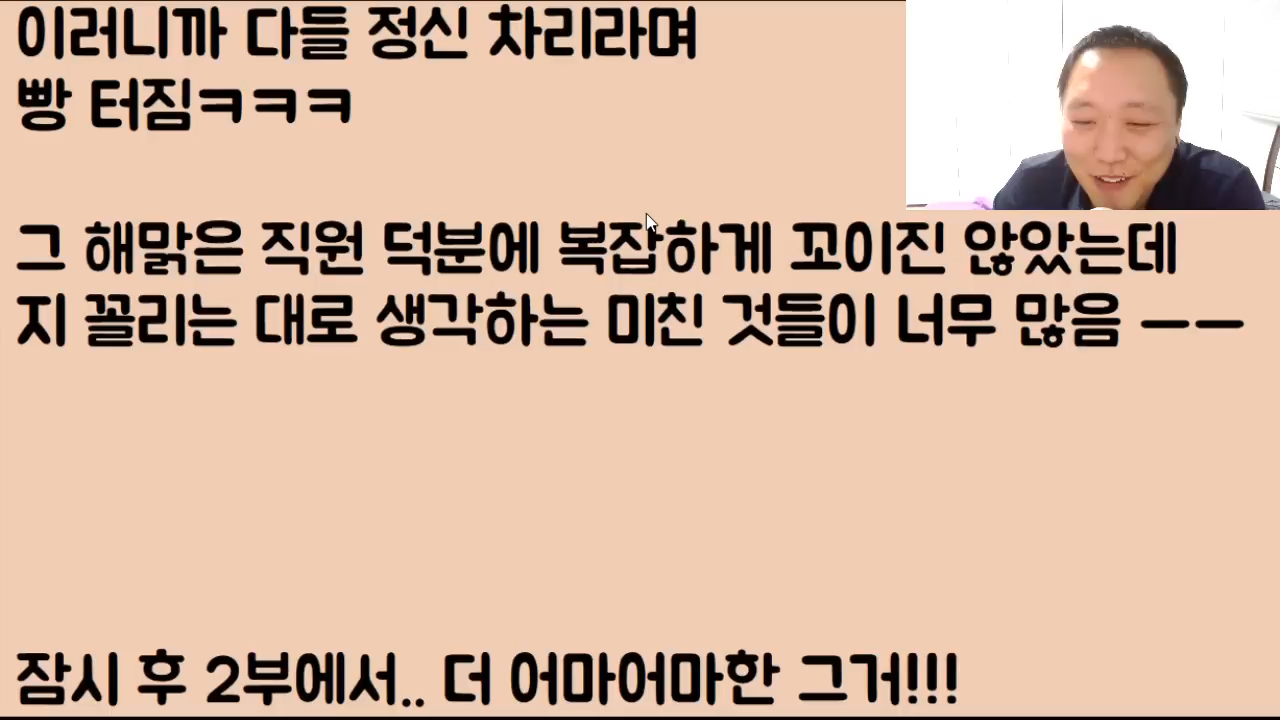 이러니까 다들 정신 차리라며
빵 터짐ㅋㅋㅋ
그 해맑은 직원 덕분에 복잡하게 꼬이진 않았는데
지 꼴리는 대로 생각하는 미친 것들이 너무 많음 ㅡㅡ
잠시 후 2부에서.. 더 어마어마한 그거!!!